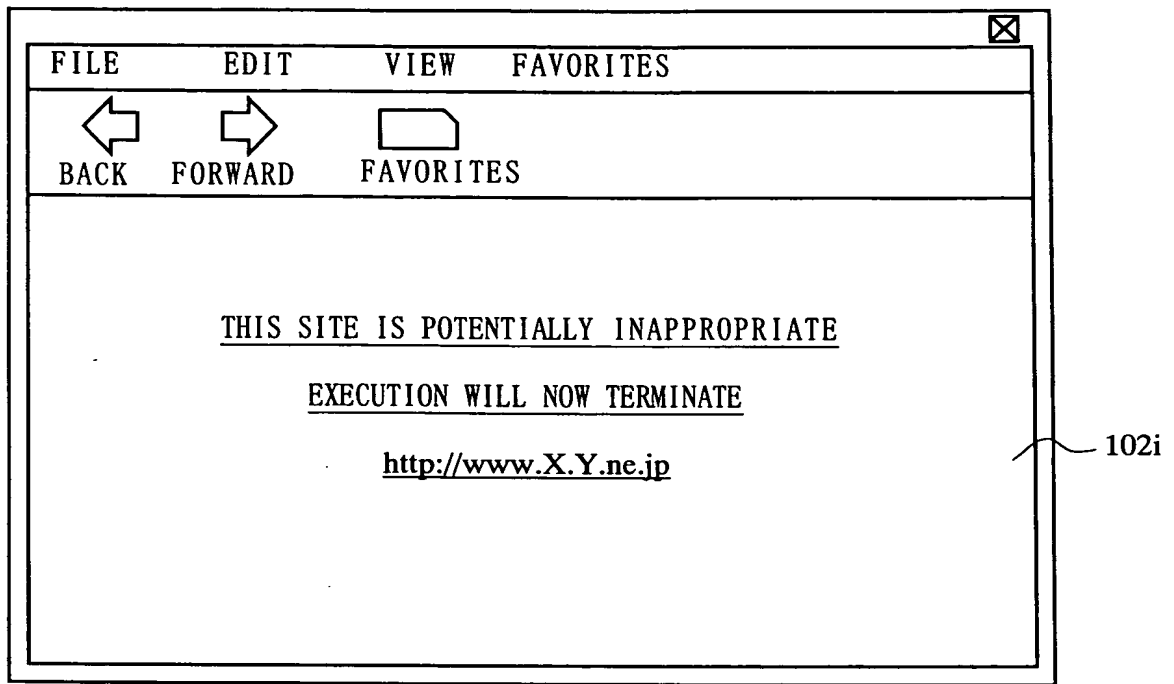 FILE EDIT VIEW FAVORITES
BACK FORWARD FAVORITES
THIS SITE IS POTENTIALLY INAPPROPRIATE
EXECUTION WILL NOW TERMINATE
http://www.X.Y.ne.jp
102i